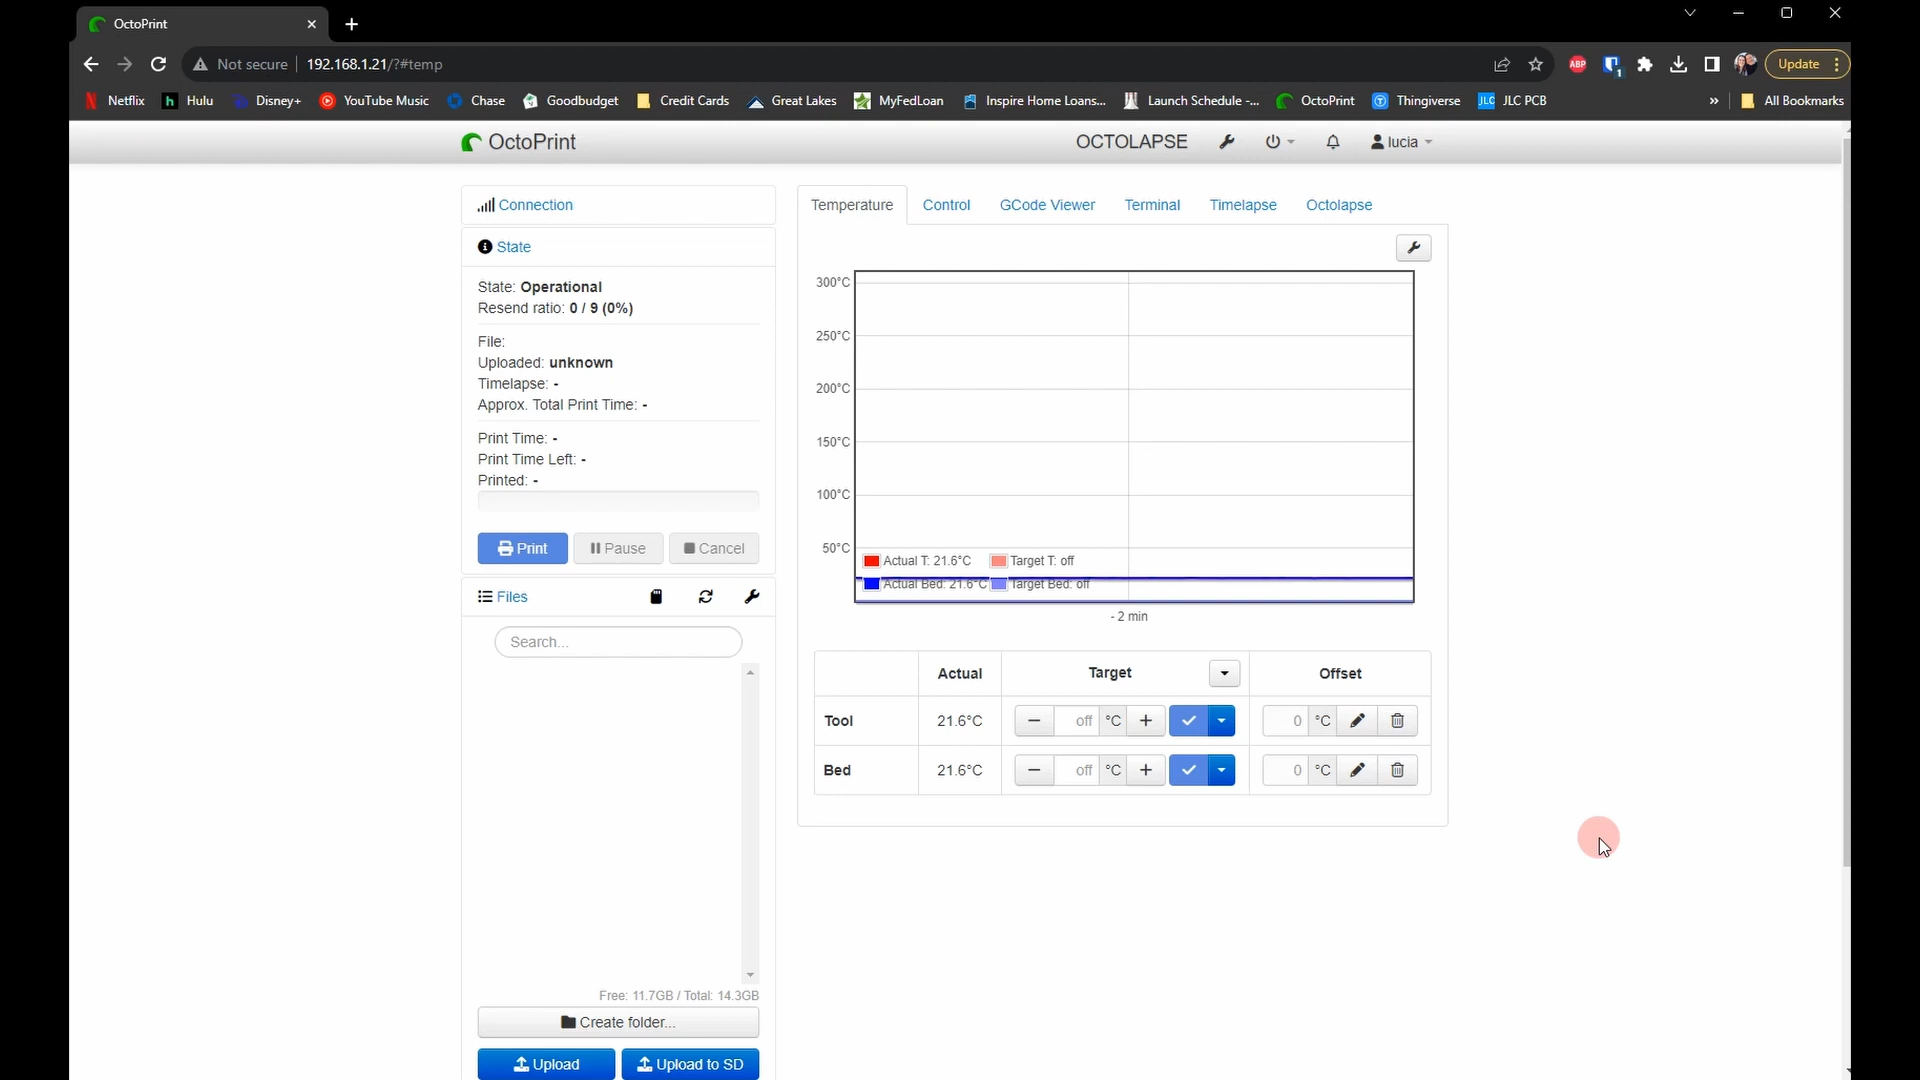 OctoPrint
Not secure 192.168.1.21/?#temp
ABP
1
Update
Netflix Hulu Disney+ YouTube Music Chase Goodbudget Credit Cards Great Lakes MyFedLoan Inspire Home Loans... Launch Schedule -... OctoPrint Thingiverse JLC JLC PCB » All Bookmarks
OctoPrint
OCTOLAPSE
lucia
Connection
State
State: Operational
Resend ratio: 0 / 9 (0%)
File:
Uploaded: unknown
Timelapse: -
Approx. Total Print Time: -
Print Time: -
Print Time Left: -
Printed: -
Print Pause Cancel
Files
Search...
Free: 11.7GB / Total: 14.3GB
Create folder...
Upload Upload to SD
Temperature Control GCode Viewer Terminal Timelapse Octolapse
300°C
250°C
200°C
150°C
100°C
50°C
Actual T: 21.6°C Target T: off
Actual Bed: 21.6°C Target Bed: off
- 2 min
Actual Target Offset
Tool 21.6°C off °C 0 °C
Bed 21.6°C off °C 0 °C